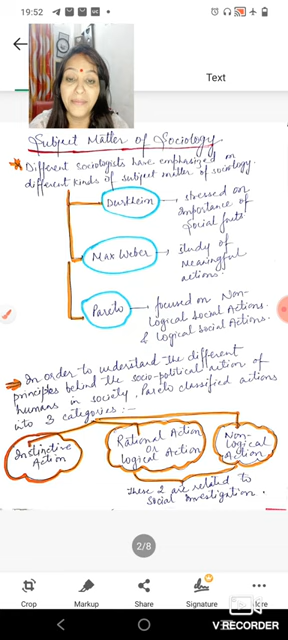 19:52
Text
Subject Matter of Sociology
Different sociologists have emphasized on
different kinds of subject matter of sociology.
Durkheim → stressed on
importance of
social facts
Max Weber → study of
Meaningful
actions.
Pareto → focused on Non-
Logical Social Actions.
& Logical Social Actions.
⇒ In order to understand the different
principles behind the socio-political action of
humans in society, Pareto classified actions
into 3 categories:-
Instinctive
Action
Rational Action
or
Logical Action
Non-
Logical
Action
These 2 are related to
Social Investigation.
2/8
Crop
Markup
Share
Signature
More
V RECORDER